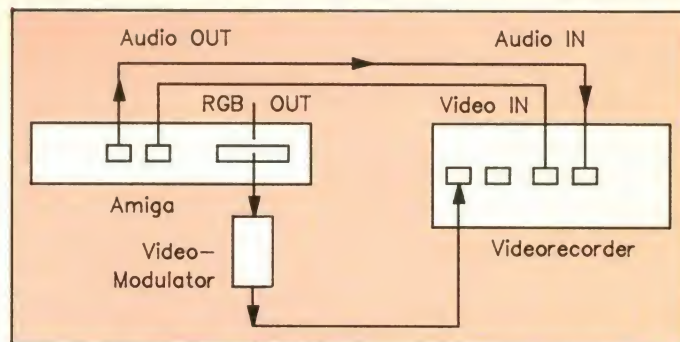 Audio OUT
Audio IN
RGB OUT
Video IN
Amiga
Video-
Modulator
Videorecorder